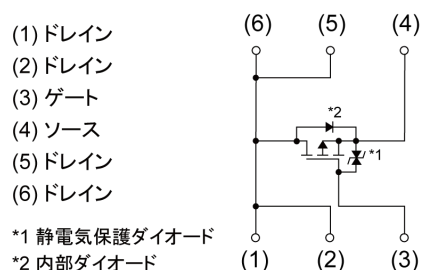 (1) ドレイン
(2) ドレイン
(3) ゲート
(4) ソース
(5) ドレイン
(6) ドレイン
*1 静電気保護ダイオード
*2 内部ダイオード
(6) (5) (4)
*2
*1
(1) (2) (3)